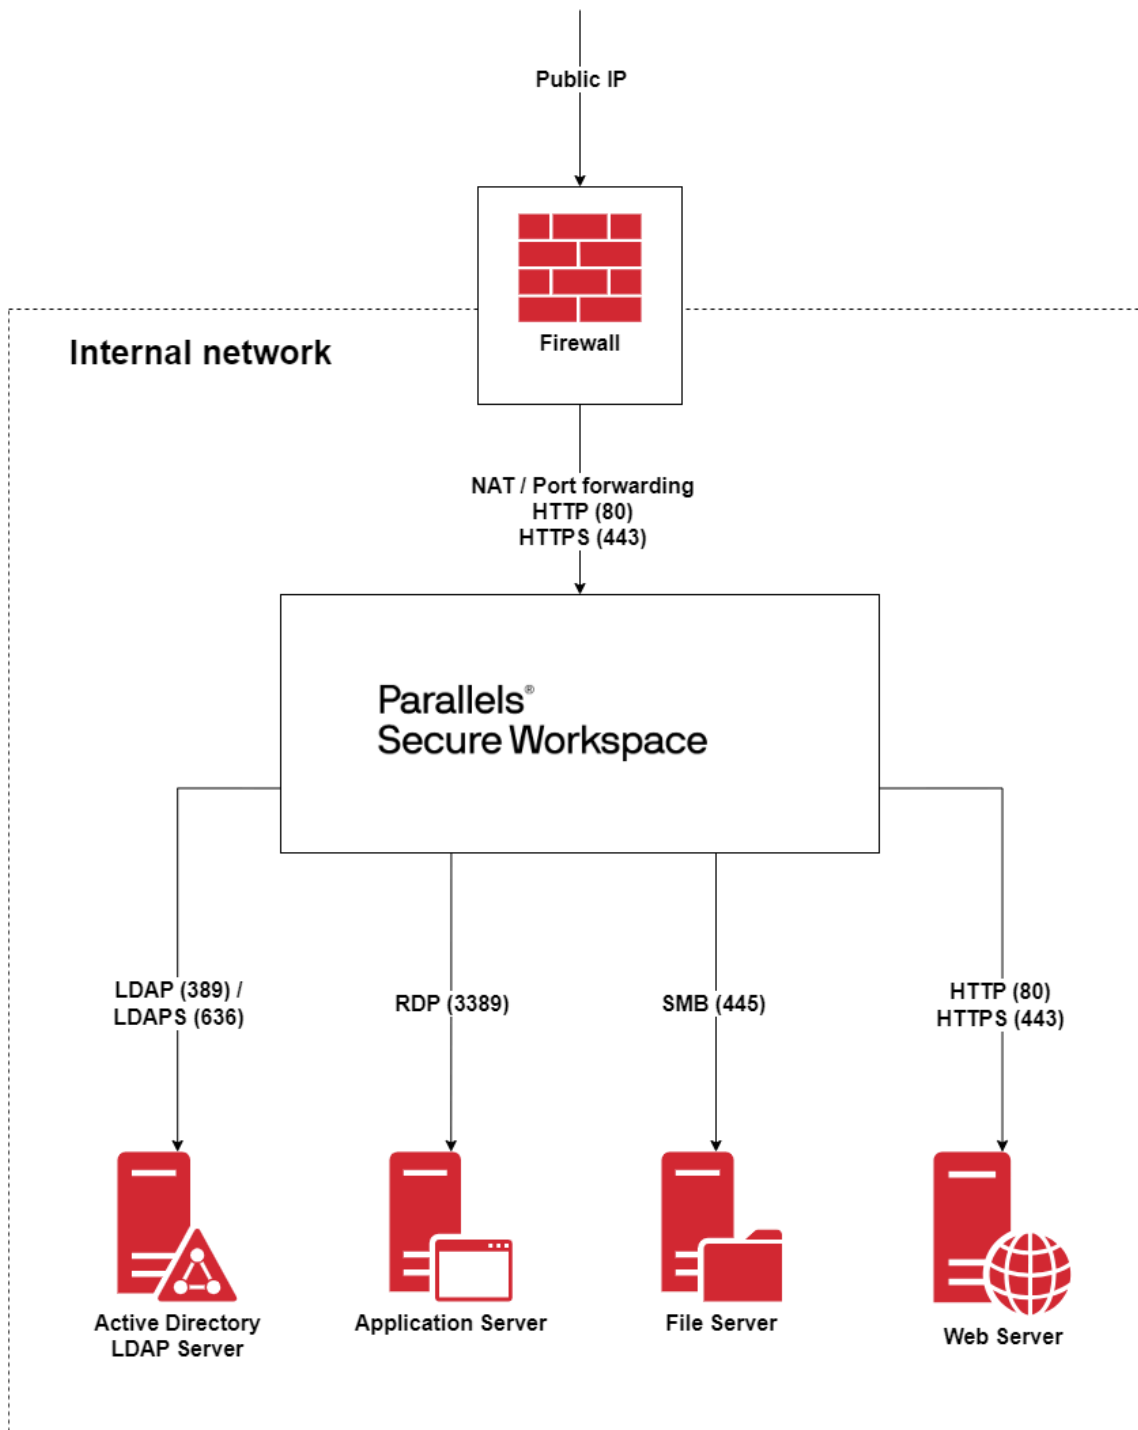 Public IP
Firewall
Internal network
NAT / Port forwarding
HTTP (80)
HTTPS (443)
Parallels®
Secure Workspace
LDAP (389) /
LDAPS (636)
RDP (3389)
SMB (445)
HTTP (80)
HTTPS (443)
Active Directory
LDAP Server
Application Server
File Server
Web Server